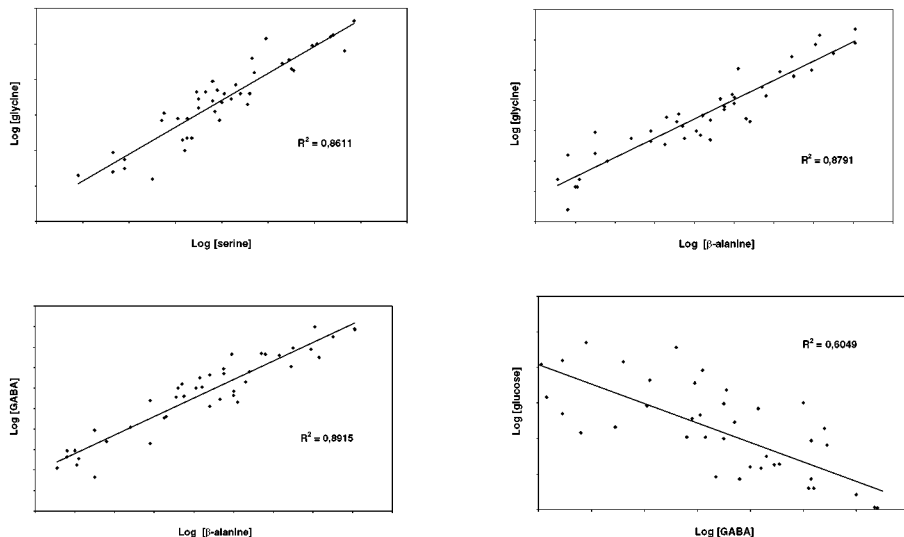 Log [glycine]
R² = 0,8611
Log [serine]
Log [glycine]
R² = 0,8791
Log [β-alanine]
Log [GABA]
R² = 0,8915
Log [β-alanine]
Log [glucose]
R² = 0,6049
Log [GABA]